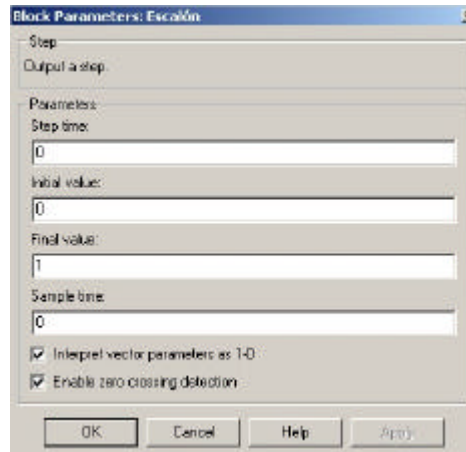 Block Parameters: Escalón
Step
Output a step.
Parameters
Step time:
0
Initial value:
0
Final value:
1
Sample time:
0
Interpret vector parameters as 1-D
Enable zero crossing detection
OK
Cancel
Help
Apply